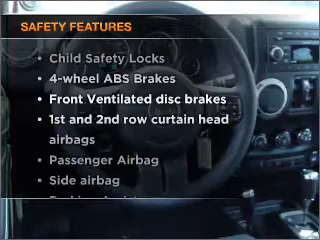 SAFETY FEATURES
• Child Safety Locks
• 4-wheel ABS Brakes
• Front Ventilated disc brakes
• 1st and 2nd row curtain head
airbags
• Passenger Airbag
• Side airbag